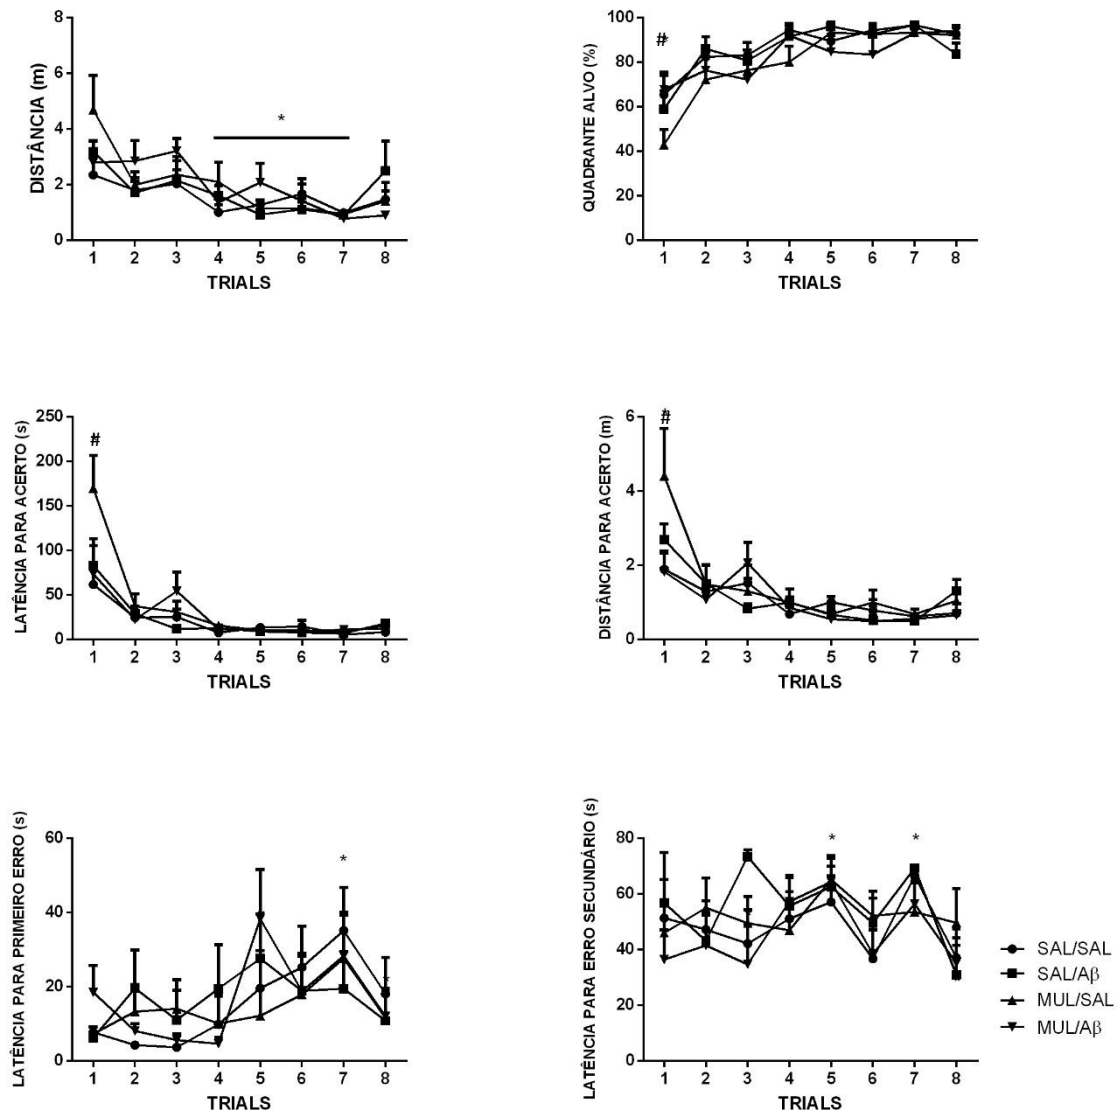 DISTÂNCIA (m)
8
6
4
2
0
*
1 2 3 4 5 6 7 8
TRIALS
QUADRANTE ALVO (%)
100
80
60
40
20
0
#
1 2 3 4 5 6 7 8
TRIALS
LATÊNCIA PARA ACERTO (s)
250
200
150
100
50
0
#
1 2 3 4 5 6 7 8
TRIALS
DISTÂNCIA PARA ACERTO (m)
6
4
2
0
#
1 2 3 4 5 6 7 8
TRIALS
LATÊNCIA PARA PRIMEIRO ERRO (s)
60
40
20
0
*
1 2 3 4 5 6 7 8
TRIALS
LATÊNCIA PARA ERRO SECUNDÁRIO (s)
80
60
40
20
0
* *
1 2 3 4 5 6 7 8
TRIALS
SAL/SAL
SAL/Aβ
MUL/SAL
MUL/Aβ